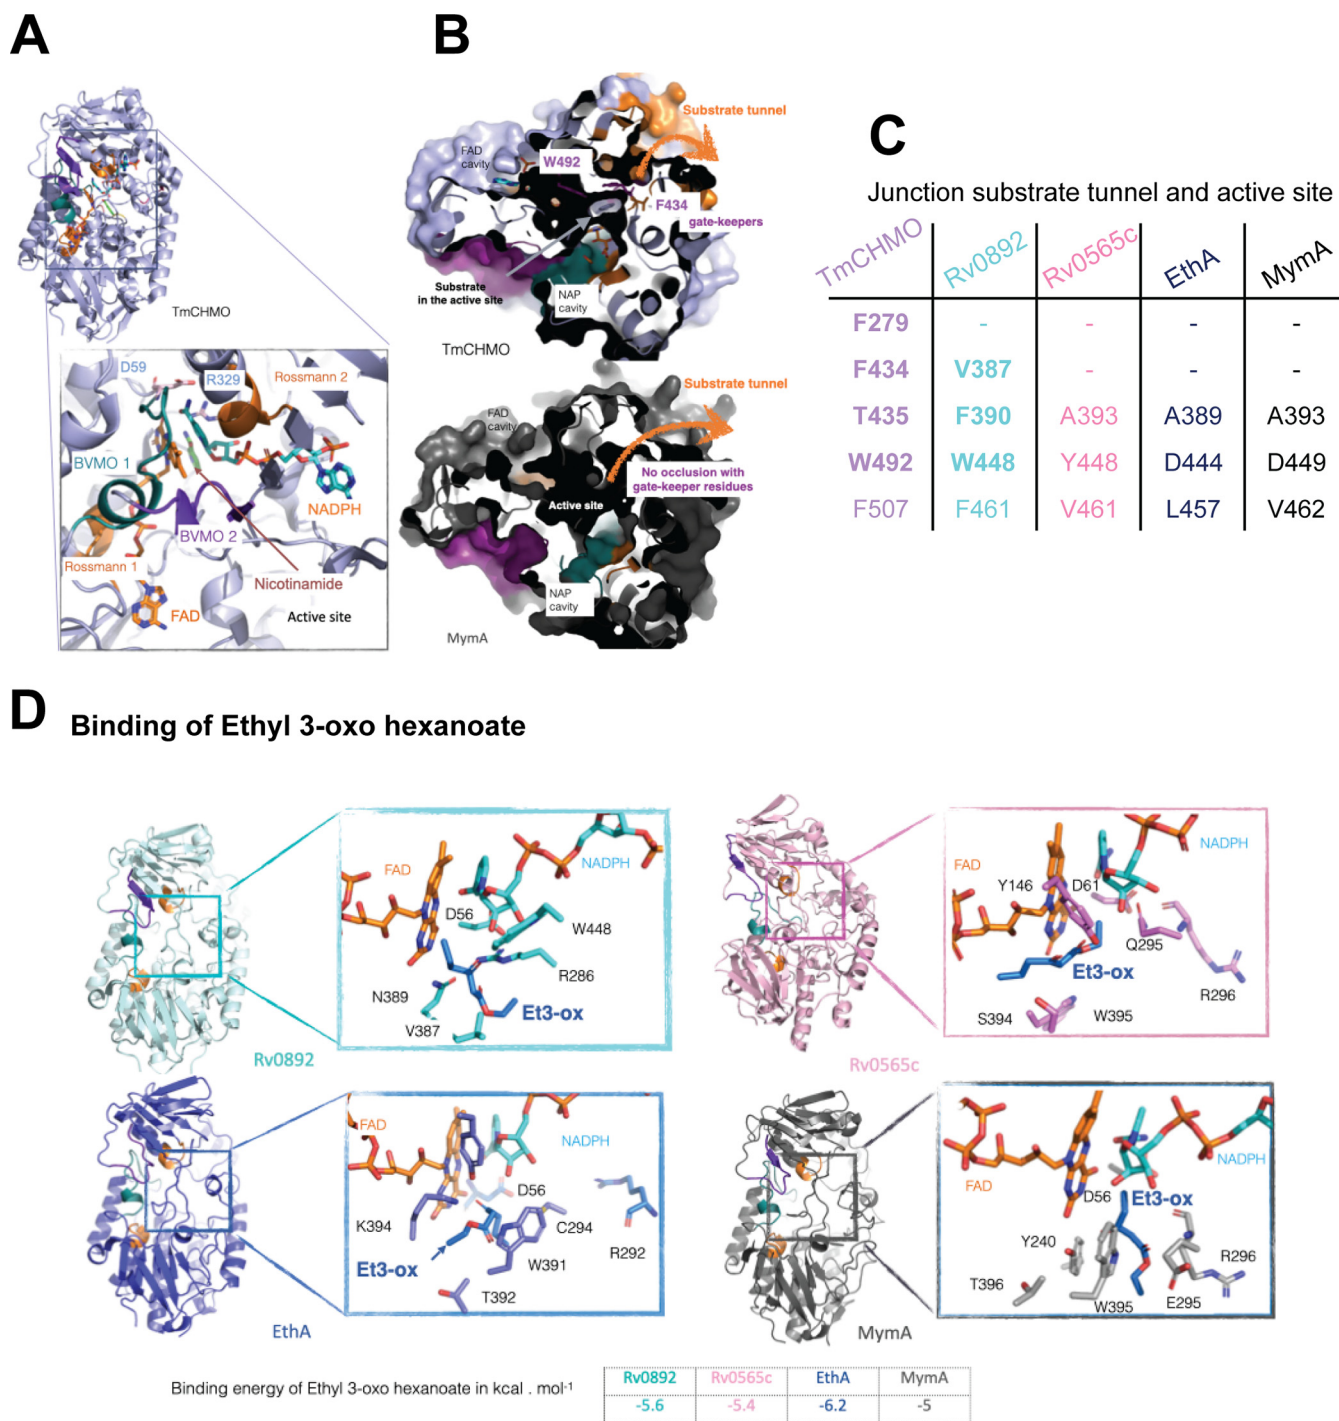 A
TmCHMO
D59
R329
Rossmann 2
BVMO 1
NADPH
BVMO 2
Rossmann 1
Nicotinamide
FAD
Active site
B
Substrate tunnel
FAD
cavity
W492
F434
gate-keepers
Substrate
in the active site
NAP
cavity
TmCHMO
Substrate tunnel
FAD
cavity
No occlusion with
gate-keeper residues
Active site
NAP
cavity
MymA
C
Junction substrate tunnel and active site
TmCHMO Rv0892 Rv0565c EthA MymA
F279 - - - -
F434 V387 - - -
T435 F390 A393 A389 A393
W492 W448 Y448 D444 D449
F507 F461 V461 L457 V462
D Binding of Ethyl 3-oxo hexanoate
FAD
NADPH
D56
W448
R286
N389
Et3-ox
V387
Rv0892
NADPH
FAD
Y146
D61
Q295
Et3-ox
R296
S394
W395
Rv0565c
FAD
NADPH
D56
K394
C294
R292
Et3-ox
W391
T392
EthA
NADPH
FAD
D56
Et3-ox
Y240
R296
T396
E295
W395
MymA
Binding energy of Ethyl 3-oxo hexanoate in kcal . mol-1
Rv0892 Rv0565c EthA MymA
-5.6 -5.4 -6.2 -5